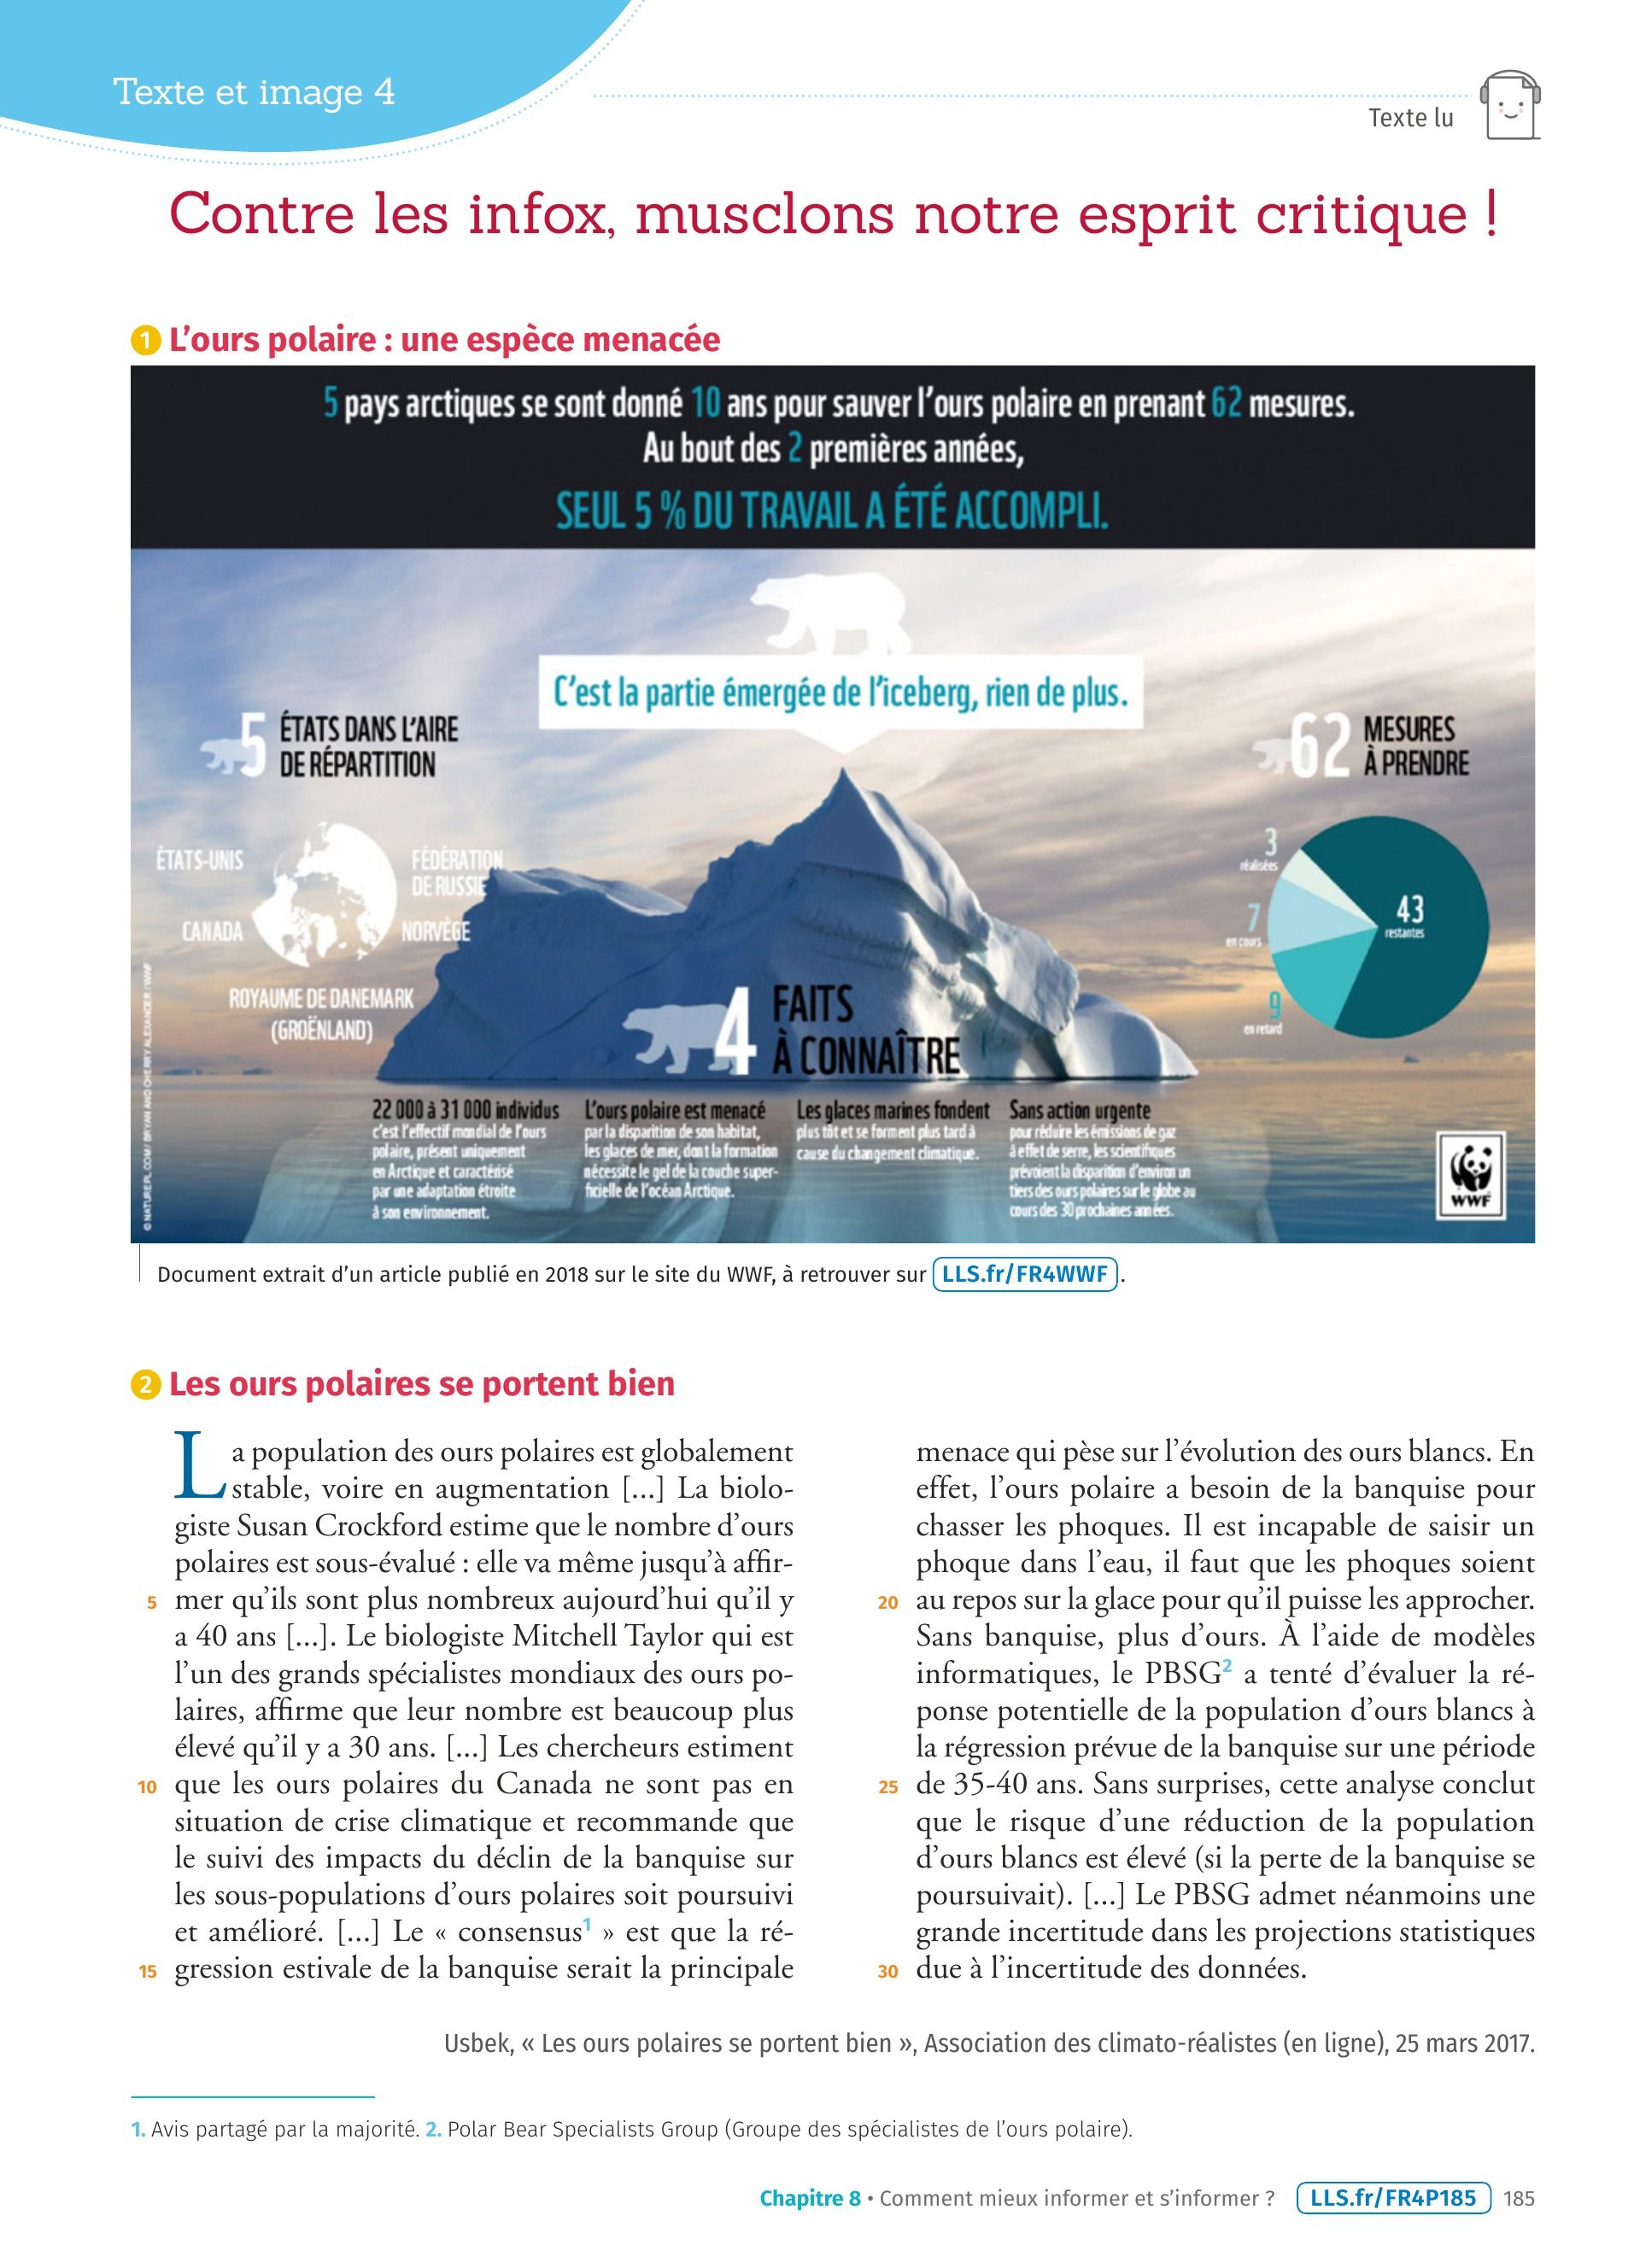 Texte et image 4
Texte lu
Contre les infox, musclons notre esprit critique !
1 L'ours polaire : une espèce menacée
5 pays arctiques se sont donné 10 ans pour sauver l'ours polaire en prenant 62 mesures.
Au bout des 2 premières années,
SEUL 5 % DU TRAVAIL A ÉTÉ ACCOMPLI.
C'est la partie émergée de l'iceberg, rien de plus.
5 ÉTATS DANS L'AIRE
DE RÉPARTITION
ÉTATS-UNIS
FÉDÉRATION
DE RUSSIE
CANADA
NORVÈGE
ROYAUME DE DANEMARK
(GROËNLAND)
62 MESURES
À PRENDRE
3
réalisées
7
en cours
9
en retard
43
restantes
4 FAITS
À CONNAÎTRE
22 000 à 31 000 individus
c'est l'effectif mondial de l'ours
polaire, présent uniquement
en Arctique et caractérisé
par une adaptation étroite
à son environnement.
L'ours polaire est menacé
par la disparition de son habitat,
les glaces de mer, dont la formation
nécessite le gel de la couche super-
ficielle de l'océan Arctique.
Les glaces marines fondent
plus tôt et se forment plus tard à
cause du changement climatique.
Sans action urgente
pour réduire les émissions de gaz
à effet de serre, les scientifiques
prévoient la disparition d'environ un
tiers des ours polaires sur le globe au
cours des 30 prochaines années.
WWF
© NATUREPL.COM / BRYAN AND CHERRY ALEXANDER / WWF
Document extrait d'un article publié en 2018 sur le site du WWF, à retrouver sur LLS.fr/FR4WWF .
2 Les ours polaires se portent bien
La population des ours polaires est globalement
stable, voire en augmentation [...] La biolo-
giste Susan Crockford estime que le nombre d'ours
polaires est sous-évalué : elle va même jusqu'à affir-
5 mer qu'ils sont plus nombreux aujourd'hui qu'il y
a 40 ans [...]. Le biologiste Mitchell Taylor qui est
l'un des grands spécialistes mondiaux des ours po-
laires, affirme que leur nombre est beaucoup plus
élevé qu'il y a 30 ans. [...] Les chercheurs estiment
10 que les ours polaires du Canada ne sont pas en
situation de crise climatique et recommande que
le suivi des impacts du déclin de la banquise sur
les sous-populations d'ours polaires soit poursuivi
et amélioré. [...] Le « consensus1 » est que la ré-
15 gression estivale de la banquise serait la principale
menace qui pèse sur l'évolution des ours blancs. En
effet, l'ours polaire a besoin de la banquise pour
chasser les phoques. Il est incapable de saisir un
phoque dans l'eau, il faut que les phoques soient
20 au repos sur la glace pour qu'il puisse les approcher.
Sans banquise, plus d'ours. À l'aide de modèles
informatiques, le PBSG2 a tenté d'évaluer la ré-
ponse potentielle de la population d'ours blancs à
la régression prévue de la banquise sur une période
25 de 35-40 ans. Sans surprises, cette analyse conclut
que le risque d'une réduction de la population
d'ours blancs est élevé (si la perte de la banquise se
poursuivait). [...] Le PBSG admet néanmoins une
grande incertitude dans les projections statistiques
30 due à l'incertitude des données.
Usbek, « Les ours polaires se portent bien », Association des climato-réalistes (en ligne), 25 mars 2017.
1. Avis partagé par la majorité. 2. Polar Bear Specialists Group (Groupe des spécialistes de l'ours polaire).
Chapitre 8 • Comment mieux informer et s'informer ? LLS.fr/FR4P185 185